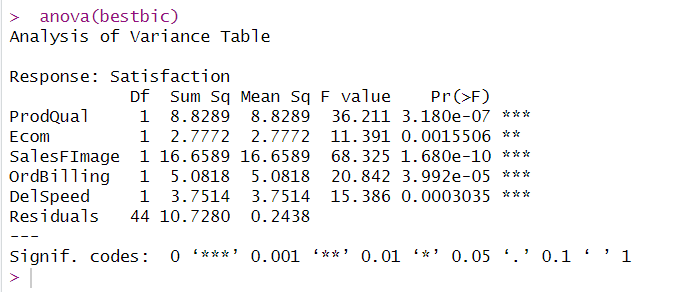 > anova(bestbic)
Analysis of Variance Table
Response: Satisfaction
Df Sum Sq Mean Sq F value Pr(>F)
ProdQual 1 8.8289 8.8289 36.211 3.180e-07 ***
Ecom 1 2.7772 2.7772 11.391 0.0015506 **
SalesFImage 1 16.6589 16.6589 68.325 1.680e-10 ***
OrdBilling 1 5.0818 5.0818 20.842 3.992e-05 ***
DelSpeed 1 3.7514 3.7514 15.386 0.0003035 ***
Residuals 44 10.7280 0.2438
---
Signif. codes: 0 ‘***’ 0.001 ‘**’ 0.01 ‘*’ 0.05 ‘.’ 0.1 ‘ ’ 1
>